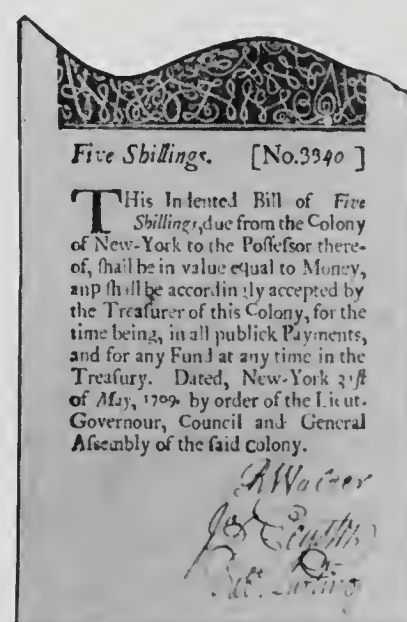 Five Shillings. [No.3340 ]
THis Indented Bill of Five
Shillings, due from the Colony
of New-York to the Poſſeſſor there-
of, ſhall be in value equal to Money,
anp ſhall be accordingly accepted by
the Treaſurer of this Colony, for the
time being, in all publick Payments,
and for any Fund at any time in the
Treaſury. Dated, New-York 31ſt
of May, 1709. by order of the Lieut.
Governour, Council and General
Aſſembly of the ſaid Colony.
RWalter